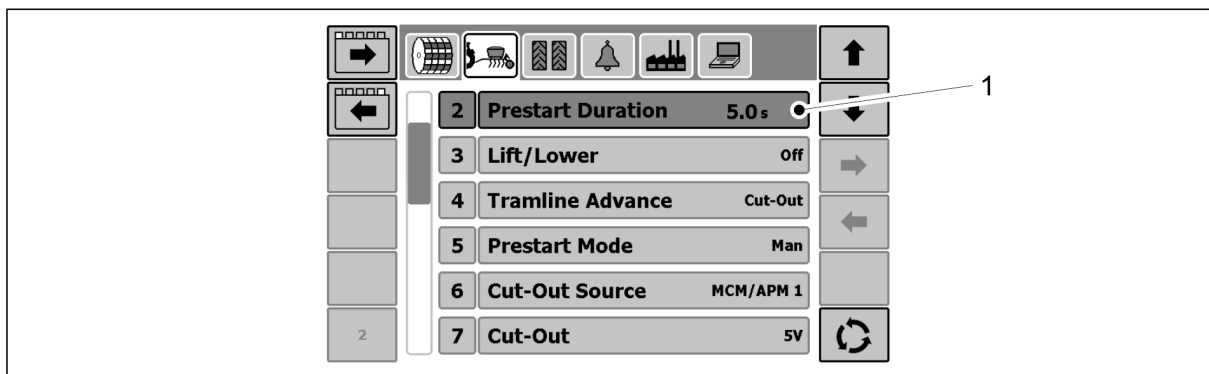 1
2 Prestart Duration 5.0 s
3 Lift/Lower Off
4 Tramline Advance Cut-Out
5 Prestart Mode Man
6 Cut-Out Source MCM/APM 1
2 7 Cut-Out 5V